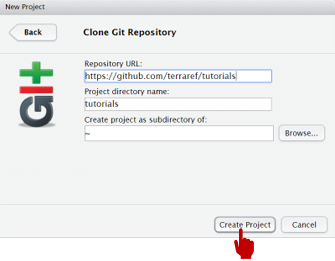 New Project
Back
Clone Git Repository
Repository URL:
https://github.com/terraref/tutorials
Project directory name:
tutorials
Create project as subdirectory of:
~
Browse...
git
Create Project
Cancel